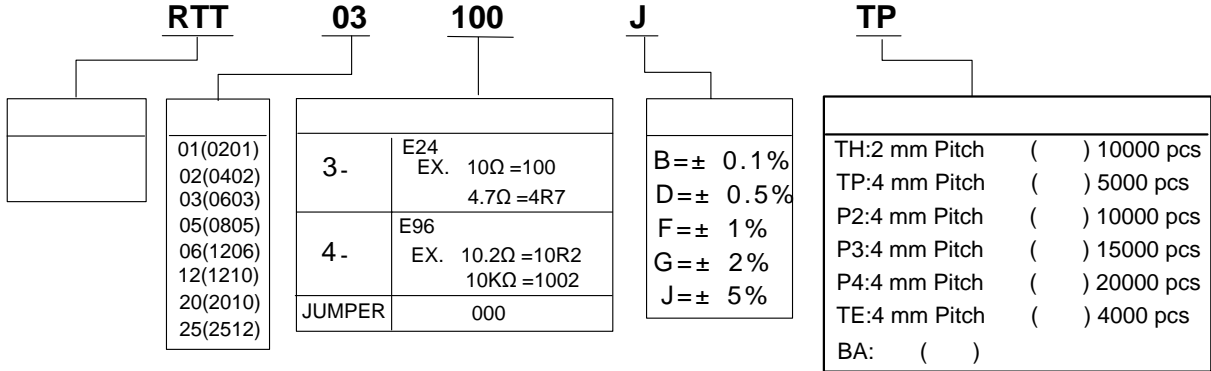 RTT 03 100 J TP
01(0201)
02(0402)
03(0603)
05(0805)
06(1206)
12(1210)
20(2010)
25(2512)
3-
E24
EX. 10Ω =100
4.7Ω =4R7
4-
E96
EX. 10.2Ω =10R2
10KΩ =1002
JUMPER 000
B=± 0.1%
D=± 0.5%
F=± 1%
G=± 2%
J=± 5%
TH:2 mm Pitch ( ) 10000 pcs
TP:4 mm Pitch ( ) 5000 pcs
P2:4 mm Pitch ( ) 10000 pcs
P3:4 mm Pitch ( ) 15000 pcs
P4:4 mm Pitch ( ) 20000 pcs
TE:4 mm Pitch ( ) 4000 pcs
BA: ( )